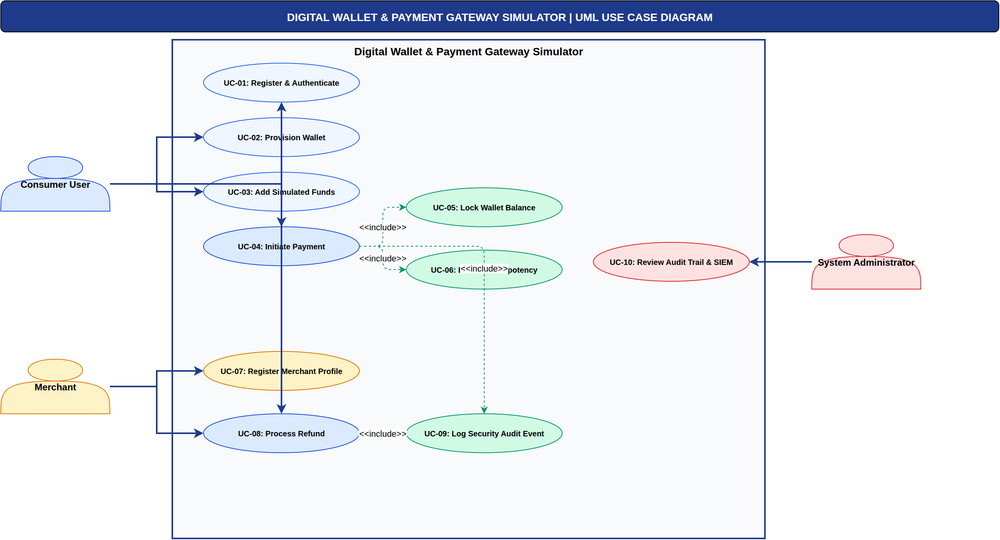 DIGITAL WALLET & PAYMENT GATEWAY SIMULATOR | UML USE CASE DIAGRAM
Digital Wallet & Payment Gateway Simulator
UC-01: Register & Authenticate
UC-02: Provision Wallet
Consumer User
UC-03: Add Simulated Funds
UC-05: Lock Wallet Balance
<<include>>
UC-04: Initiate Payment
<<include>>
UC-06:
<<include>>
UC-10: Review Audit Trail & SIEM
System Administrator
UC-07: Register Merchant Profile
Merchant
UC-08: Process Refund
<<include>>
UC-09: Log Security Audit Event